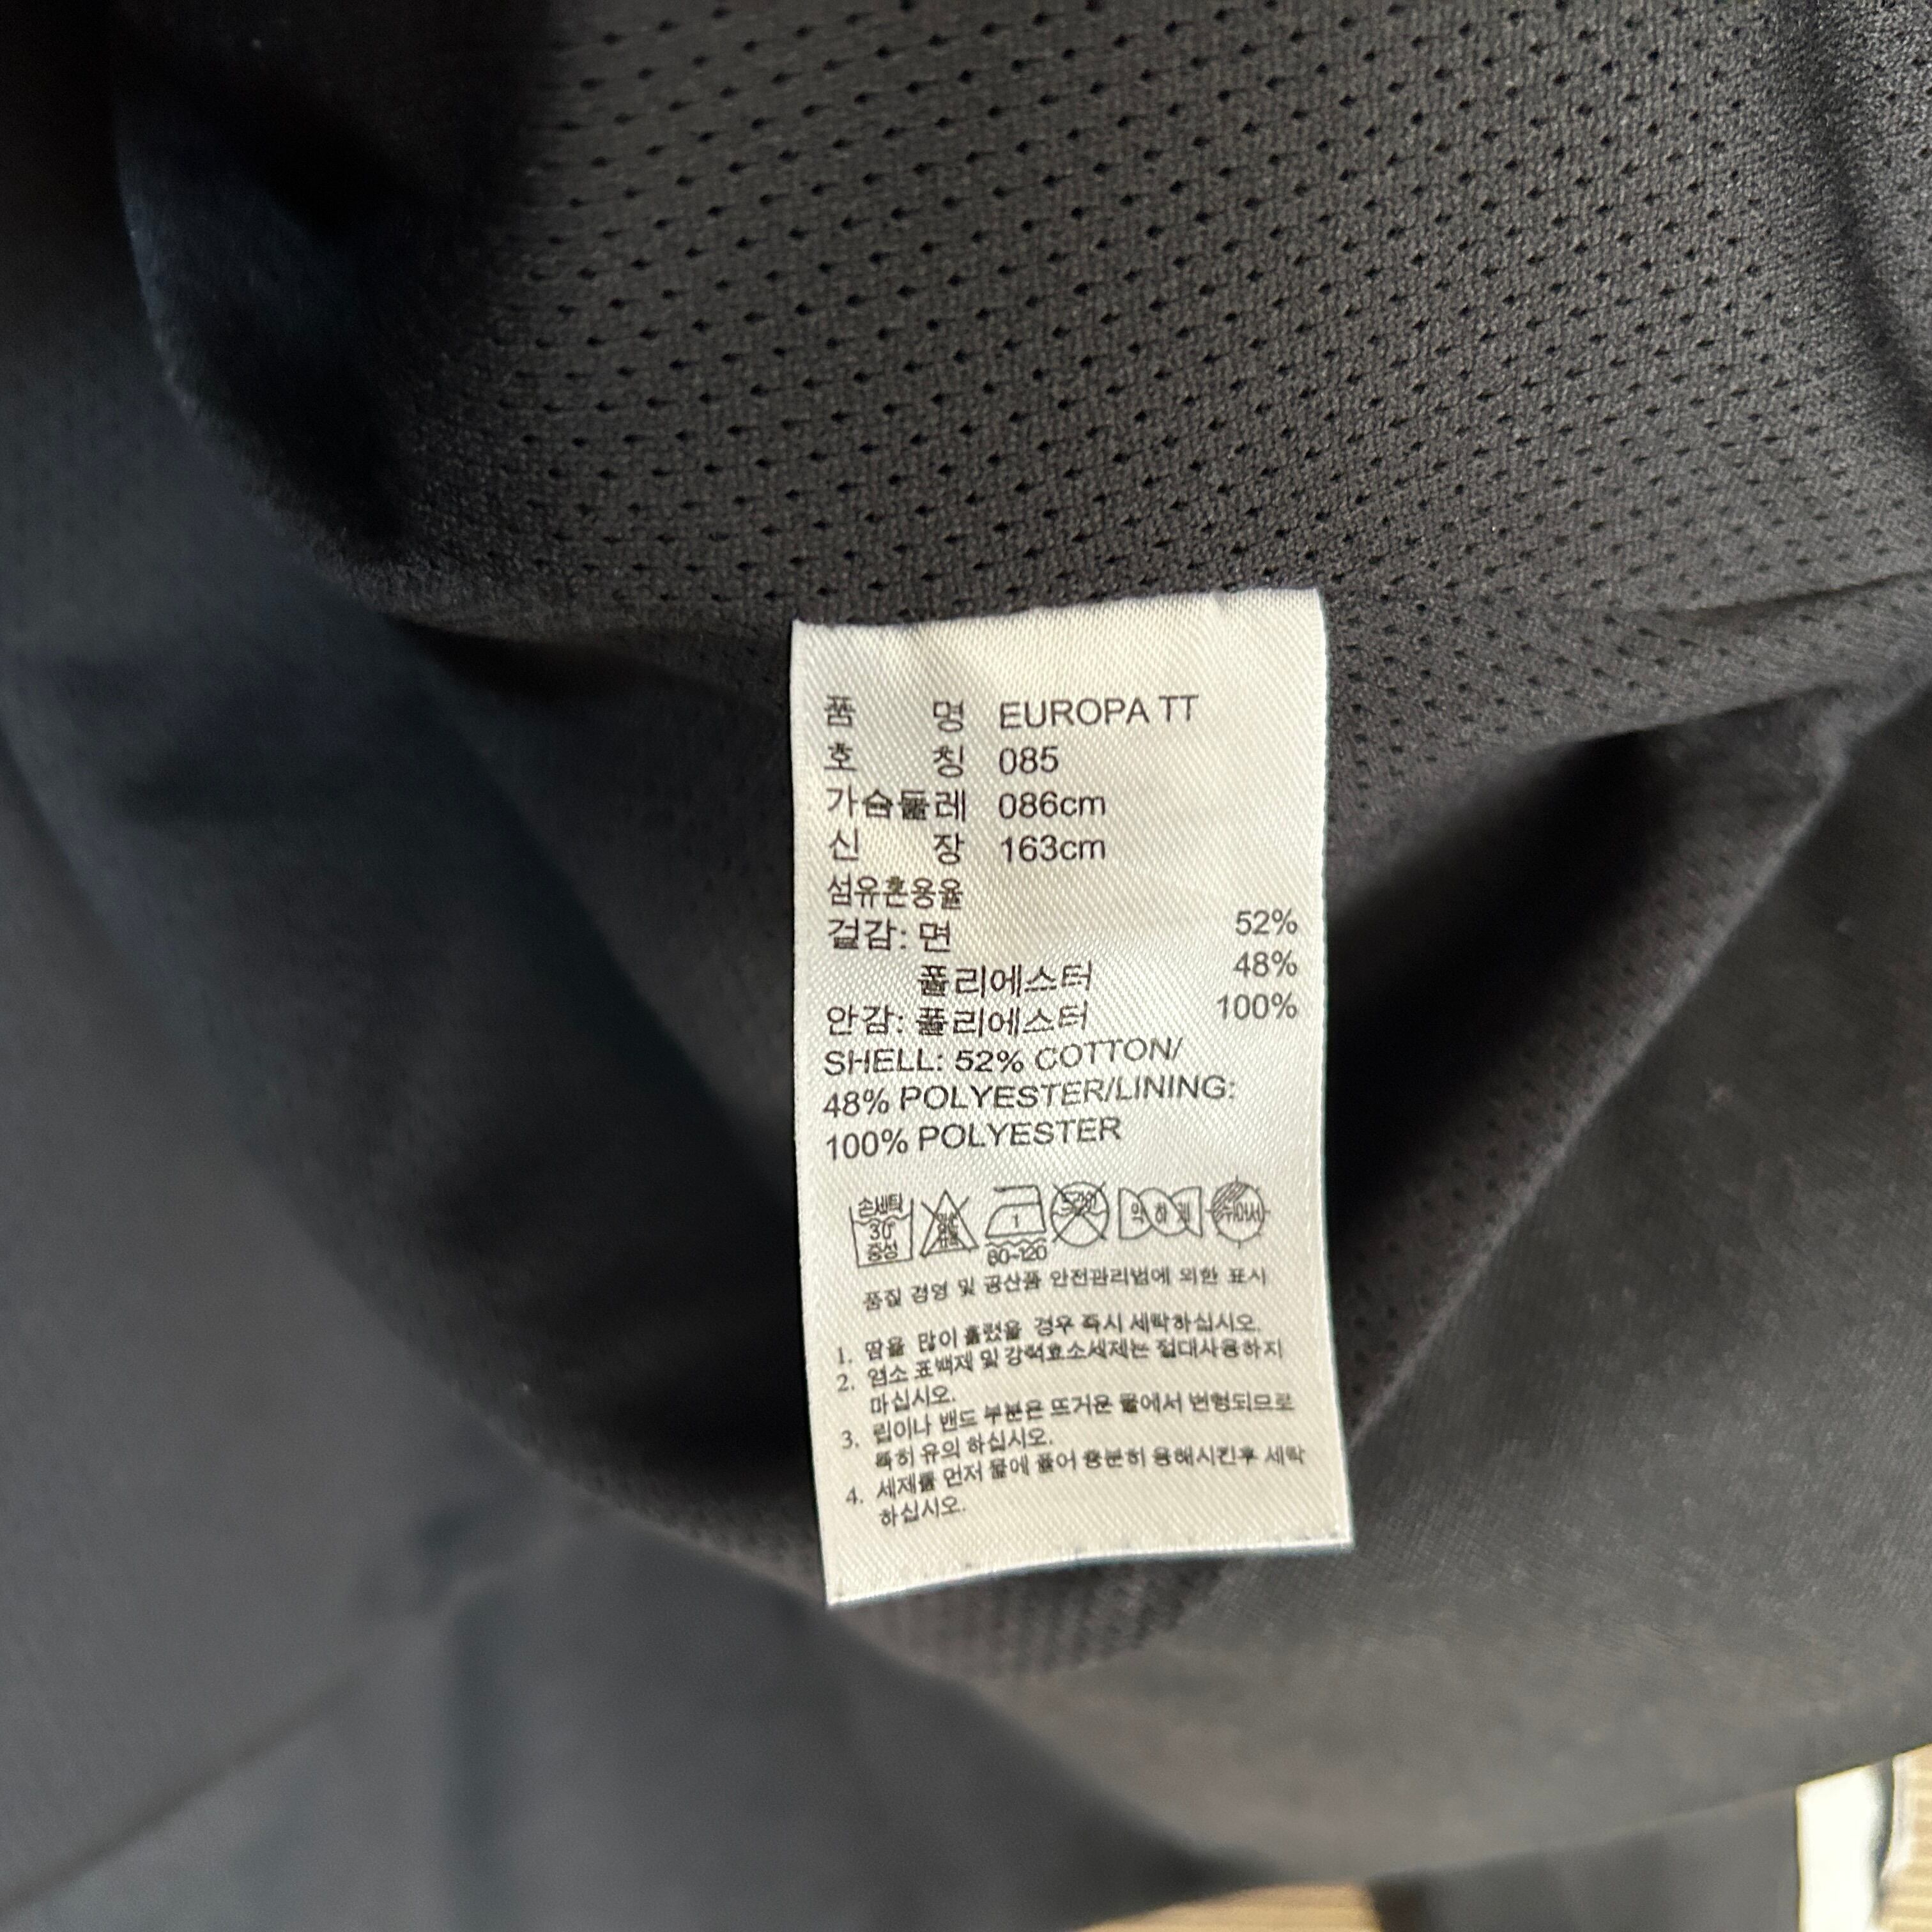 품 명 EUROPA TT
호 칭 085
가슴둘레 086cm
신 장 163cm
섬유혼용율
겉감: 면 52%
폴리에스터 48%
안감: 폴리에스터 100%
SHELL: 52% COTTON/
48% POLYESTER/LINING:
100% POLYESTER
손세탁
30°
중성
1
80~120
약 하 게
뉘어서
품질 경영 및 공산품 안전관리법에 의한 표시
1. 땀을 많이 흘렸을 경우 즉시 세탁하십시오.
2. 염소 표백제 및 강력효소세제는 절대사용하지
마십시오.
3. 립이나 밴드 부분은 뜨거운 물에서 변형되므로
특히 유의 하십시오.
4. 세제를 먼저 물에 풀어 충분히 용해시킨후 세탁
하십시오.